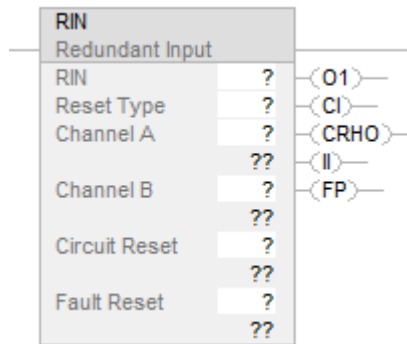 RIN
Redundant Input
RIN ? O1
Reset Type ? CI
Channel A ? CRHO
?? II
Channel B ? FP
??
Circuit Reset ?
??
Fault Reset ?
??